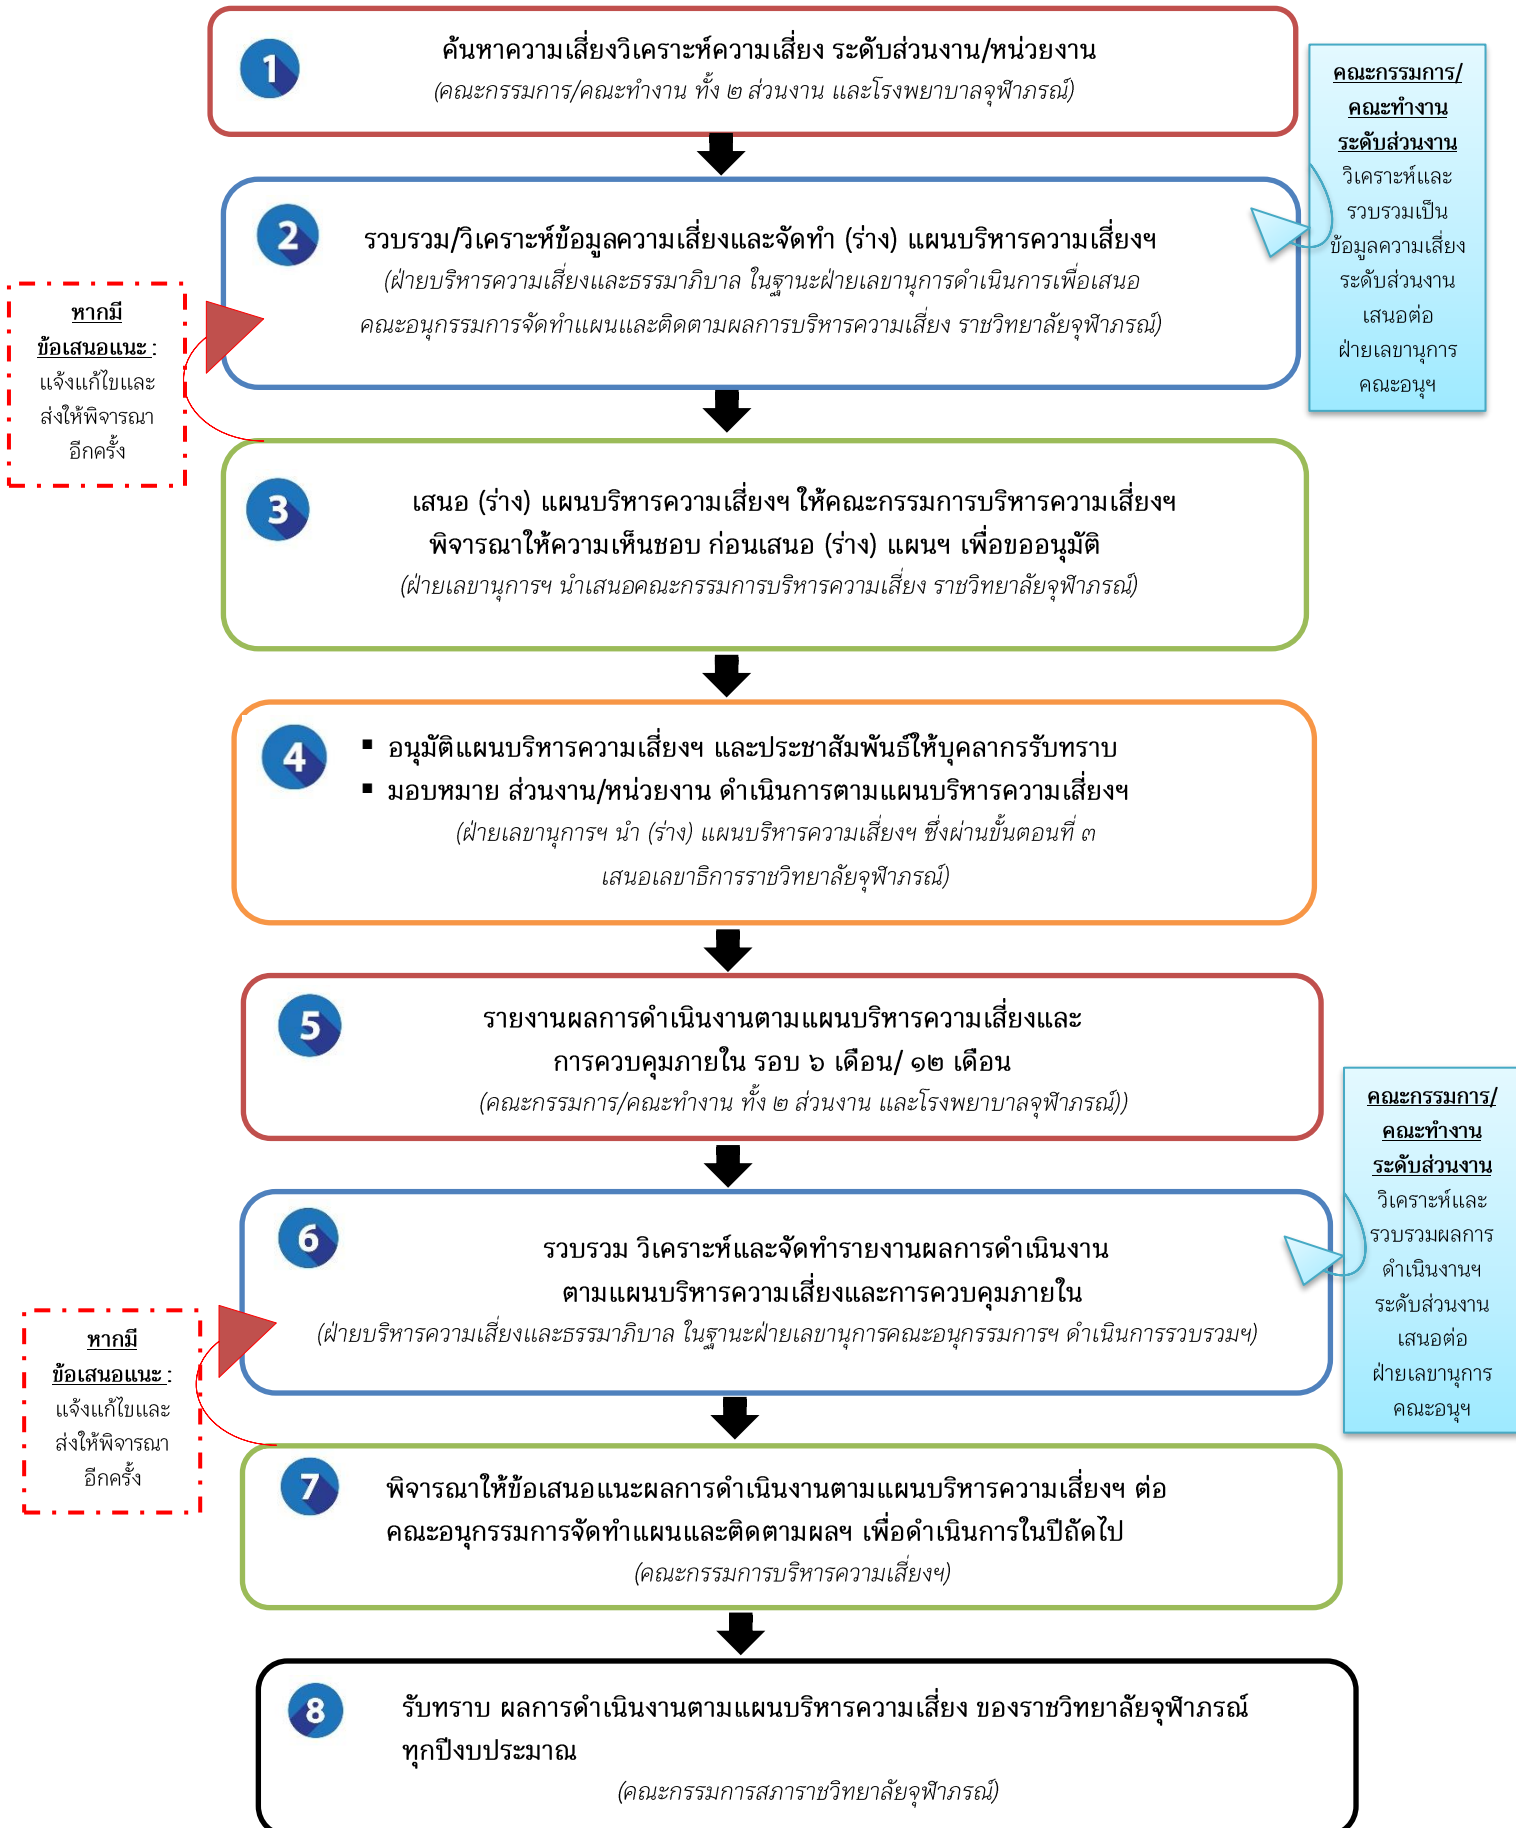 1
ค้นหาความเสี่ยงวิเคราะห์ความเสี่ยง ระดับส่วนงาน/หน่วยงาน
(คณะกรรมการ/คณะทำงาน ทั้ง ๒ ส่วนงาน และโรงพยาบาลจุฬาภรณ์)
คณะกรรมการ/
คณะทำงาน
ระดับส่วนงาน
วิเคราะห์และ
รวบรวมเป็น
ข้อมูลความเสี่ยง
ระดับส่วนงาน
เสนอต่อ
ฝ่ายเลขานุการ
คณะอนุฯ
2
รวบรวม/วิเคราะห์ข้อมูลความเสี่ยงและจัดทำ (ร่าง) แผนบริหารความเสี่ยงฯ
(ฝ่ายบริหารความเสี่ยงและธรรมาภิบาล ในฐานะฝ่ายเลขานุการดำเนินการเพื่อเสนอ
คณะอนุกรรมการจัดทำแผนและติดตามผลการบริหารความเสี่ยง ราชวิทยาลัยจุฬาภรณ์)
หากมี
ข้อเสนอแนะ :
แจ้งแก้ไขและ
ส่งให้พิจารณา
อีกครั้ง
3
เสนอ (ร่าง) แผนบริหารความเสี่ยงฯ ให้คณะกรรมการบริหารความเสี่ยงฯ
พิจารณาให้ความเห็นชอบ ก่อนเสนอ (ร่าง) แผนฯ เพื่อขออนุมัติ
(ฝ่ายเลขานุการฯ นำเสนอคณะกรรมการบริหารความเสี่ยง ราชวิทยาลัยจุฬาภรณ์)
4
▪ อนุมัติแผนบริหารความเสี่ยงฯ และประชาสัมพันธ์ให้บุคลากรรับทราบ
▪ มอบหมาย ส่วนงาน/หน่วยงาน ดำเนินการตามแผนบริหารความเสี่ยงฯ
(ฝ่ายเลขานุการฯ นำ (ร่าง) แผนบริหารความเสี่ยงฯ ซึ่งผ่านขั้นตอนที่ ๓
เสนอเลขาธิการราชวิทยาลัยจุฬาภรณ์)
5
รายงานผลการดำเนินงานตามแผนบริหารความเสี่ยงและ
การควบคุมภายใน รอบ ๖ เดือน/ ๑๒ เดือน
(คณะกรรมการ/คณะทำงาน ทั้ง ๒ ส่วนงาน และโรงพยาบาลจุฬาภรณ์))
คณะกรรมการ/
คณะทำงาน
ระดับส่วนงาน
วิเคราะห์และ
รวบรวมผลการ
ดำเนินงานฯ
ระดับส่วนงาน
เสนอต่อ
ฝ่ายเลขานุการ
คณะอนุฯ
6
รวบรวม วิเคราะห์และจัดทำรายงานผลการดำเนินงาน
ตามแผนบริหารความเสี่ยงและการควบคุมภายใน
(ฝ่ายบริหารความเสี่ยงและธรรมาภิบาล ในฐานะฝ่ายเลขานุการคณะอนุกรรมการฯ ดำเนินการรวบรวมฯ)
หากมี
ข้อเสนอแนะ :
แจ้งแก้ไขและ
ส่งให้พิจารณา
อีกครั้ง
7
พิจารณาให้ข้อเสนอแนะผลการดำเนินงานตามแผนบริหารความเสี่ยงฯ ต่อ
คณะอนุกรรมการจัดทำแผนและติดตามผลฯ เพื่อดำเนินการในปีถัดไป
(คณะกรรมการบริหารความเสี่ยงฯ)
8
รับทราบ ผลการดำเนินงานตามแผนบริหารความเสี่ยง ของราชวิทยาลัยจุฬาภรณ์
ทุกปีงบประมาณ
(คณะกรรมการสภาราชวิทยาลัยจุฬาภรณ์)